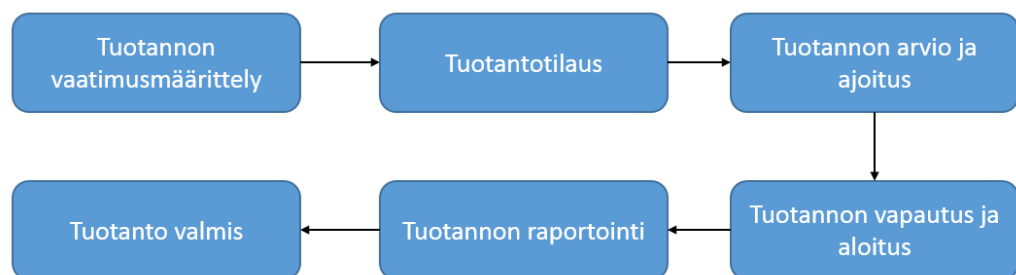 Tuotannon
vaatimusmäärittely
Tuotantotilaus
Tuotannon arvio ja
ajoitus
Tuotannon vapautus ja
aloitus
Tuotannon raportointi
Tuotanto valmis